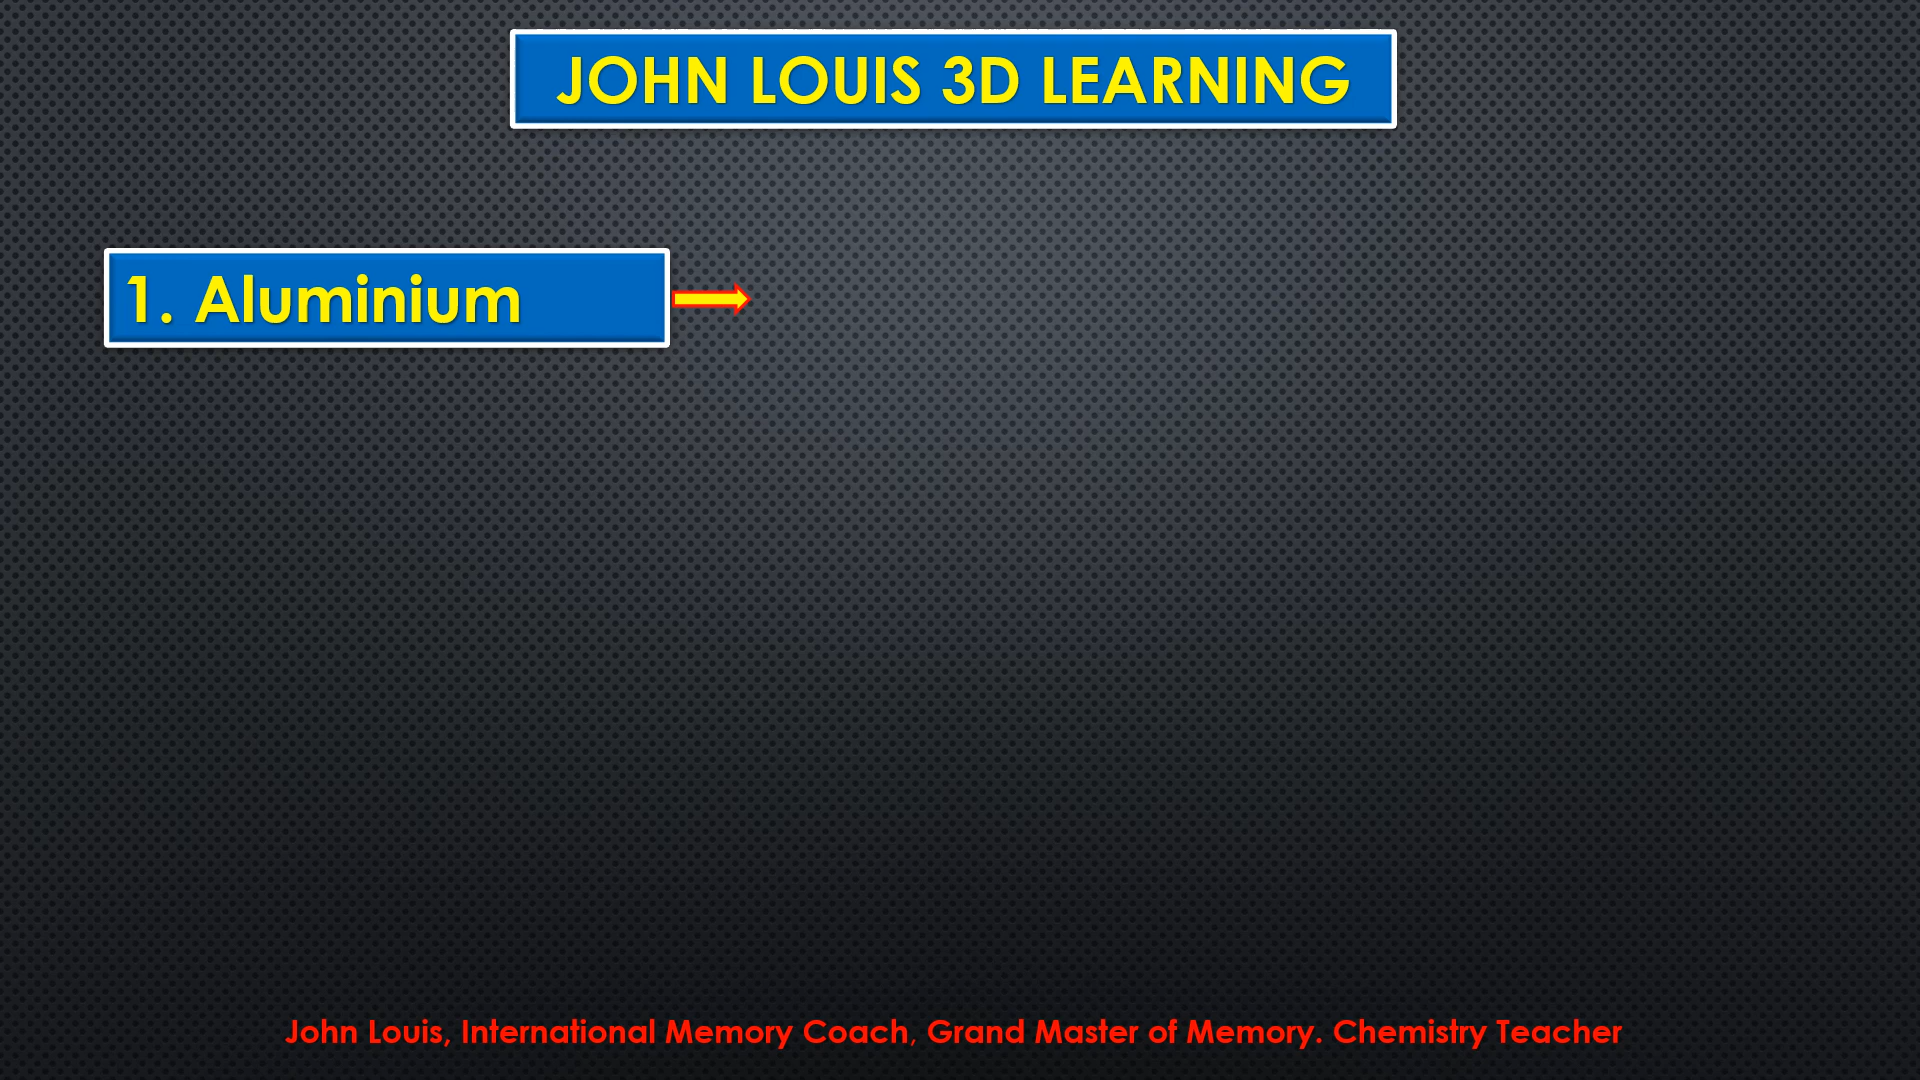 JOHN LOUIS 3D LEARNING
1. Aluminium
John Louis, International Memory Coach, Grand Master of Memory. Chemistry Teacher